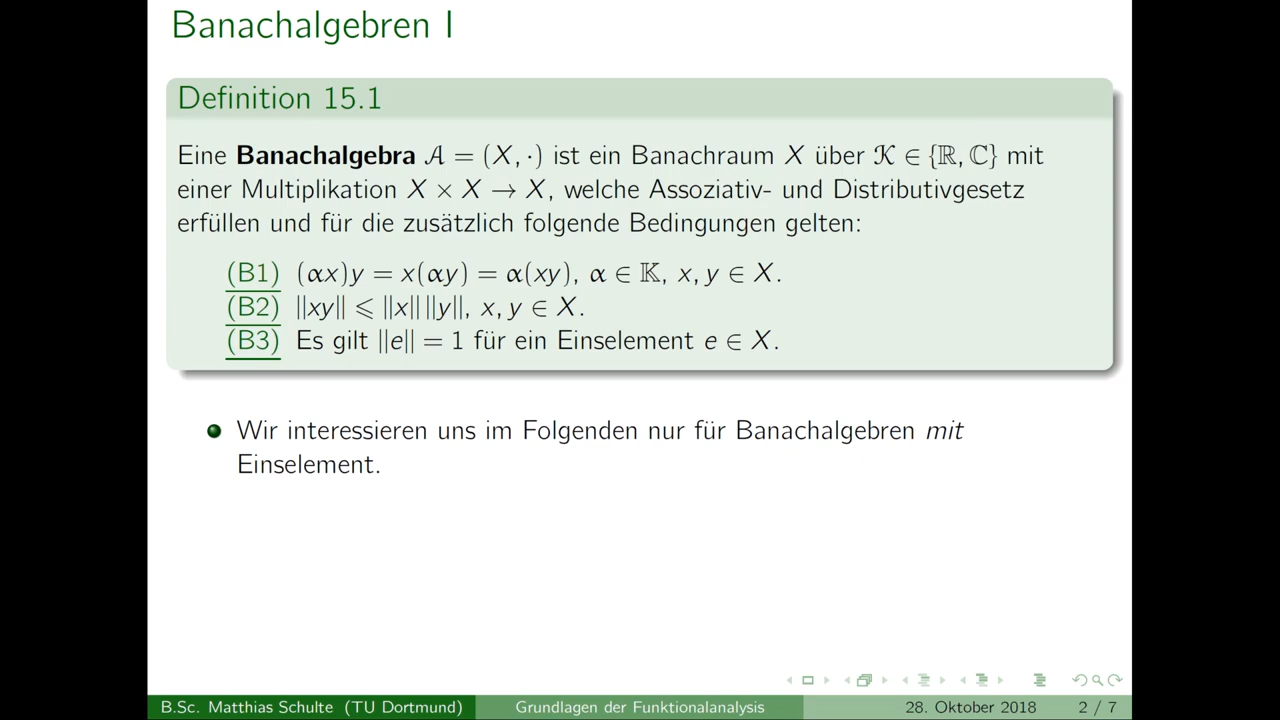 Banachalgebren I
Definition 15.1
Eine Banachalgebra 𝒜 = (X, ·) ist ein Banachraum X über 𝒦 ∈ {ℝ, ℂ} mit
einer Multiplikation X × X → X, welche Assoziativ- und Distributivgesetz
erfüllen und für die zusätzlich folgende Bedingungen gelten:
(B1) (αx)y = x(αy) = α(xy), α ∈ 𝕂, x, y ∈ X.
(B2) ||xy|| ⩽ ||x|| ||y||, x, y ∈ X.
(B3) Es gilt ||e|| = 1 für ein Einselement e ∈ X.
Wir interessieren uns im Folgenden nur für Banachalgebren mit
Einselement.
B.Sc. Matthias Schulte (TU Dortmund) Grundlagen der Funktionalanalysis 28. Oktober 2018 2 / 7